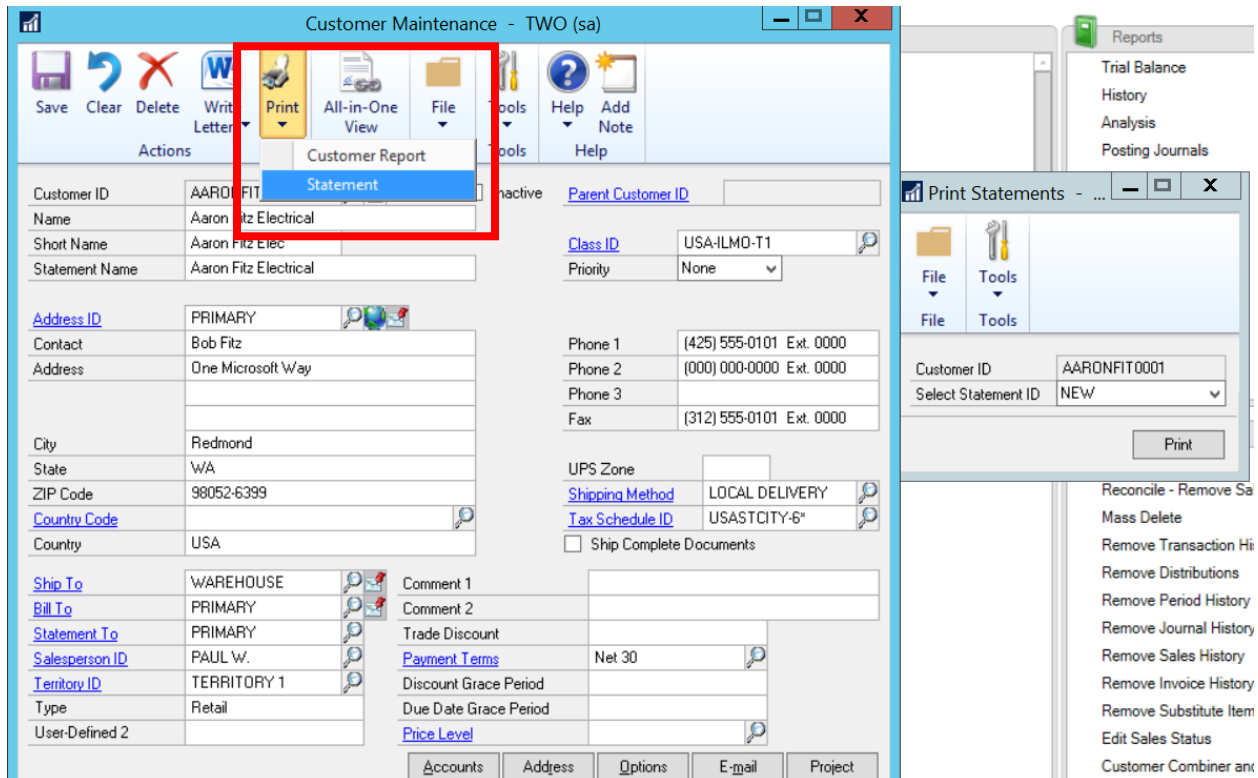 Customer Maintenance - TWO (sa)
Save Clear Delete Write Letter Print All-in-One View File Tools Help Add Note
Actions Tools Help
Customer Report
Statement
Customer ID AARONFIT Inactive Parent Customer ID
Name Aaron Fitz Electrical
Short Name Aaron Fitz Elec Class ID USA-ILMO-T1
Statement Name Aaron Fitz Electrical Priority None
Address ID PRIMARY
Contact Bob Fitz Phone 1 (425) 555-0101 Ext. 0000
Address One Microsoft Way Phone 2 (000) 000-0000 Ext. 0000
Phone 3
Fax (312) 555-0101 Ext. 0000
City Redmond
State WA UPS Zone
ZIP Code 98052-6399 Shipping Method LOCAL DELIVERY
Country Code Tax Schedule ID USASTCITY-6*
Country USA Ship Complete Documents
Ship To WAREHOUSE Comment 1
Bill To PRIMARY Comment 2
Statement To PRIMARY Trade Discount
Salesperson ID PAUL W. Payment Terms Net 30
Territory ID TERRITORY 1 Discount Grace Period
Type Retail Due Date Grace Period
User-Defined 2 Price Level
Accounts Address Options E-mail Project
Reports
Trial Balance
History
Analysis
Posting Journals
Print Statements - ...
File Tools
File Tools
Customer ID AARONFIT0001
Select Statement ID NEW
Print
Reconcile - Remove Sa
Mass Delete
Remove Transaction His
Remove Distributions
Remove Period History
Remove Journal History
Remove Sales History
Remove Invoice History
Remove Substitute Item
Edit Sales Status
Customer Combiner and